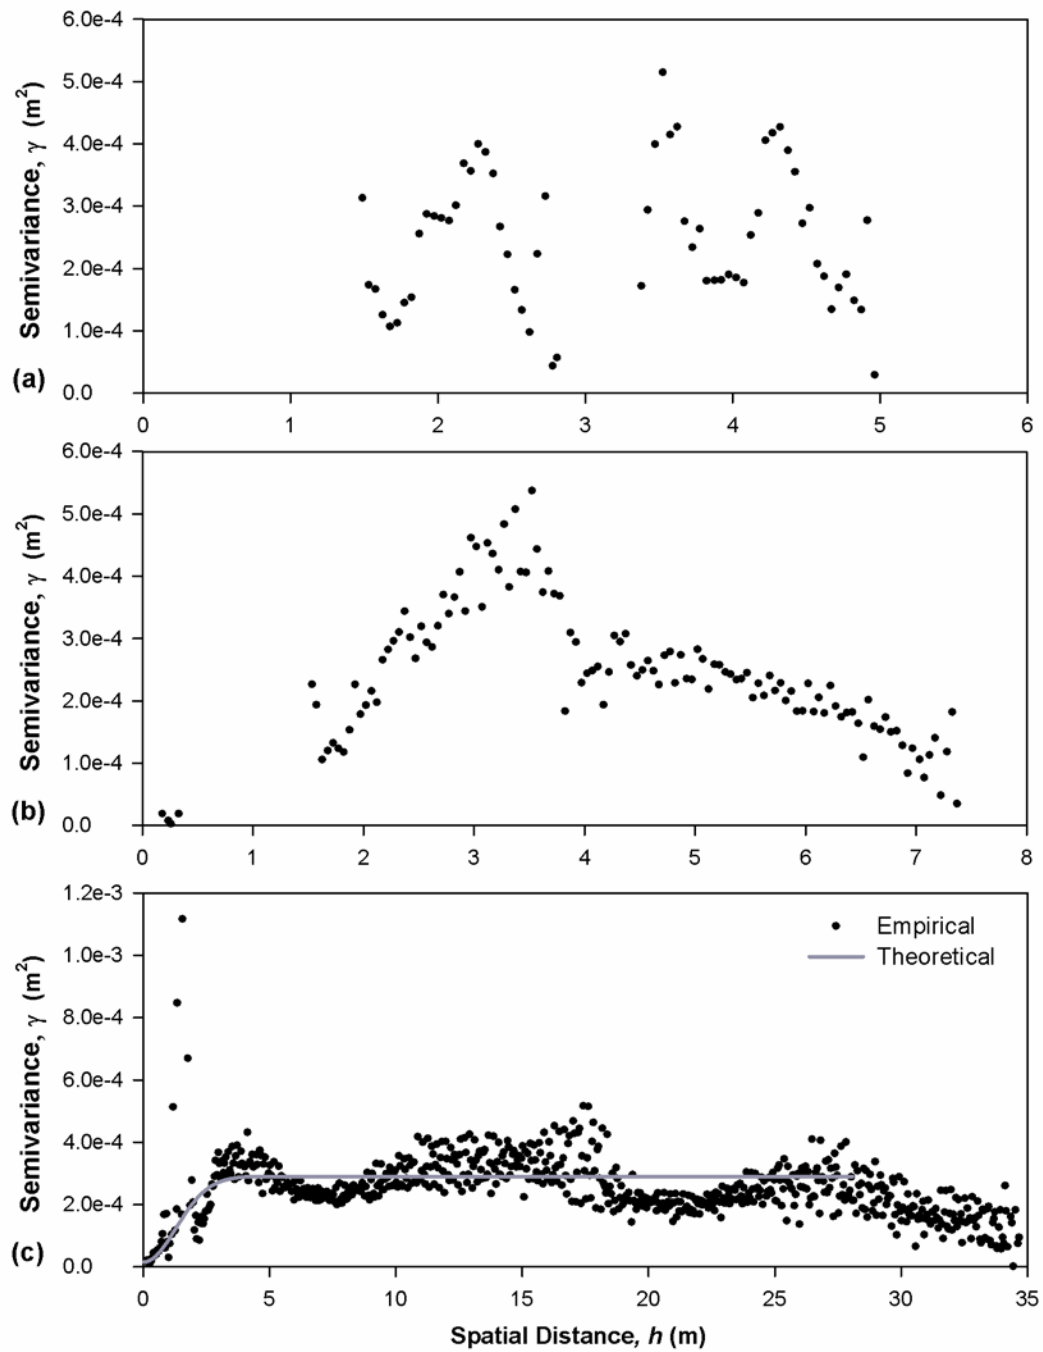 6.0e-4
5.0e-4
4.0e-4
3.0e-4
2.0e-4
1.0e-4
0.0
Semivariance, γ (m²)
(a)
0 1 2 3 4 5 6
6.0e-4
5.0e-4
4.0e-4
3.0e-4
2.0e-4
1.0e-4
0.0
Semivariance, γ (m²)
(b)
0 1 2 3 4 5 6 7 8
1.2e-3
1.0e-3
8.0e-4
6.0e-4
4.0e-4
2.0e-4
0.0
Semivariance, γ (m²)
(c)
Empirical
Theoretical
0 5 10 15 20 25 30 35
Spatial Distance, h (m)